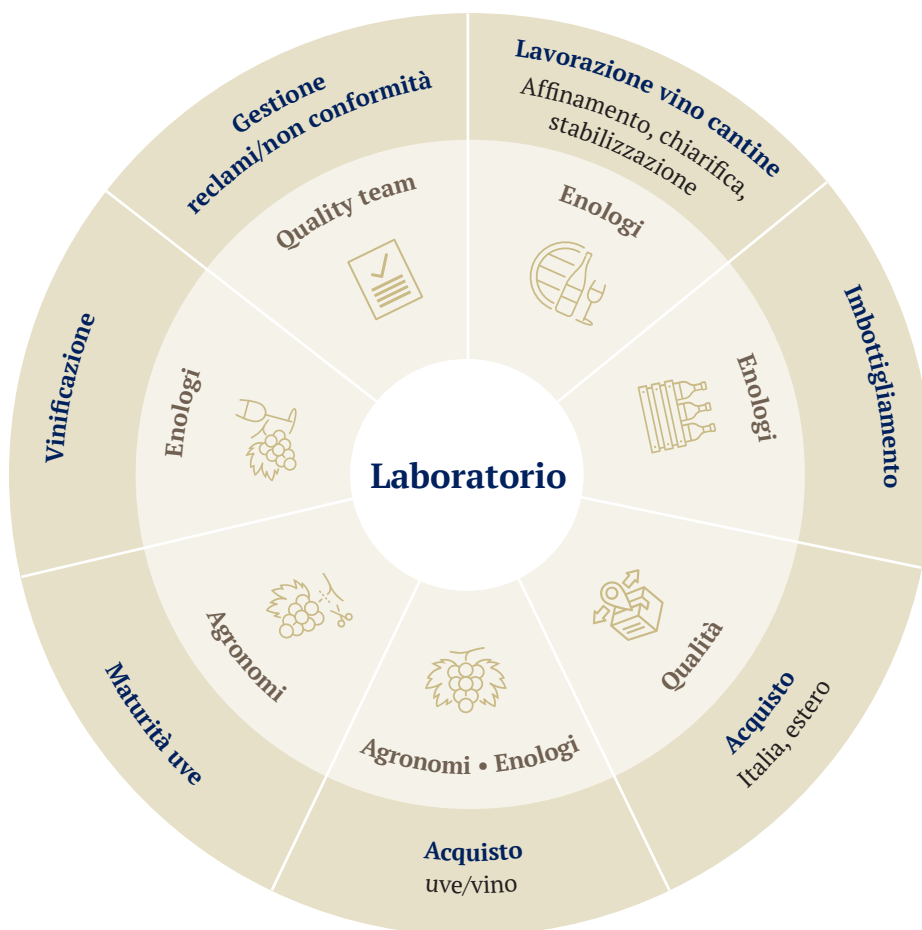 Lavorazione vino cantine
Affinamento, chiarifica,
stabilizzazione
Enologi
Imbottigliamento
Enologi
Acquisto
Italia, estero
Qualità
Acquisto
uve/vino
Agronomi • Enologi
Maturità uve
Agronomi
Vinificazione
Enologi
Gestione
reclami/non conformità
Quality team
Laboratorio